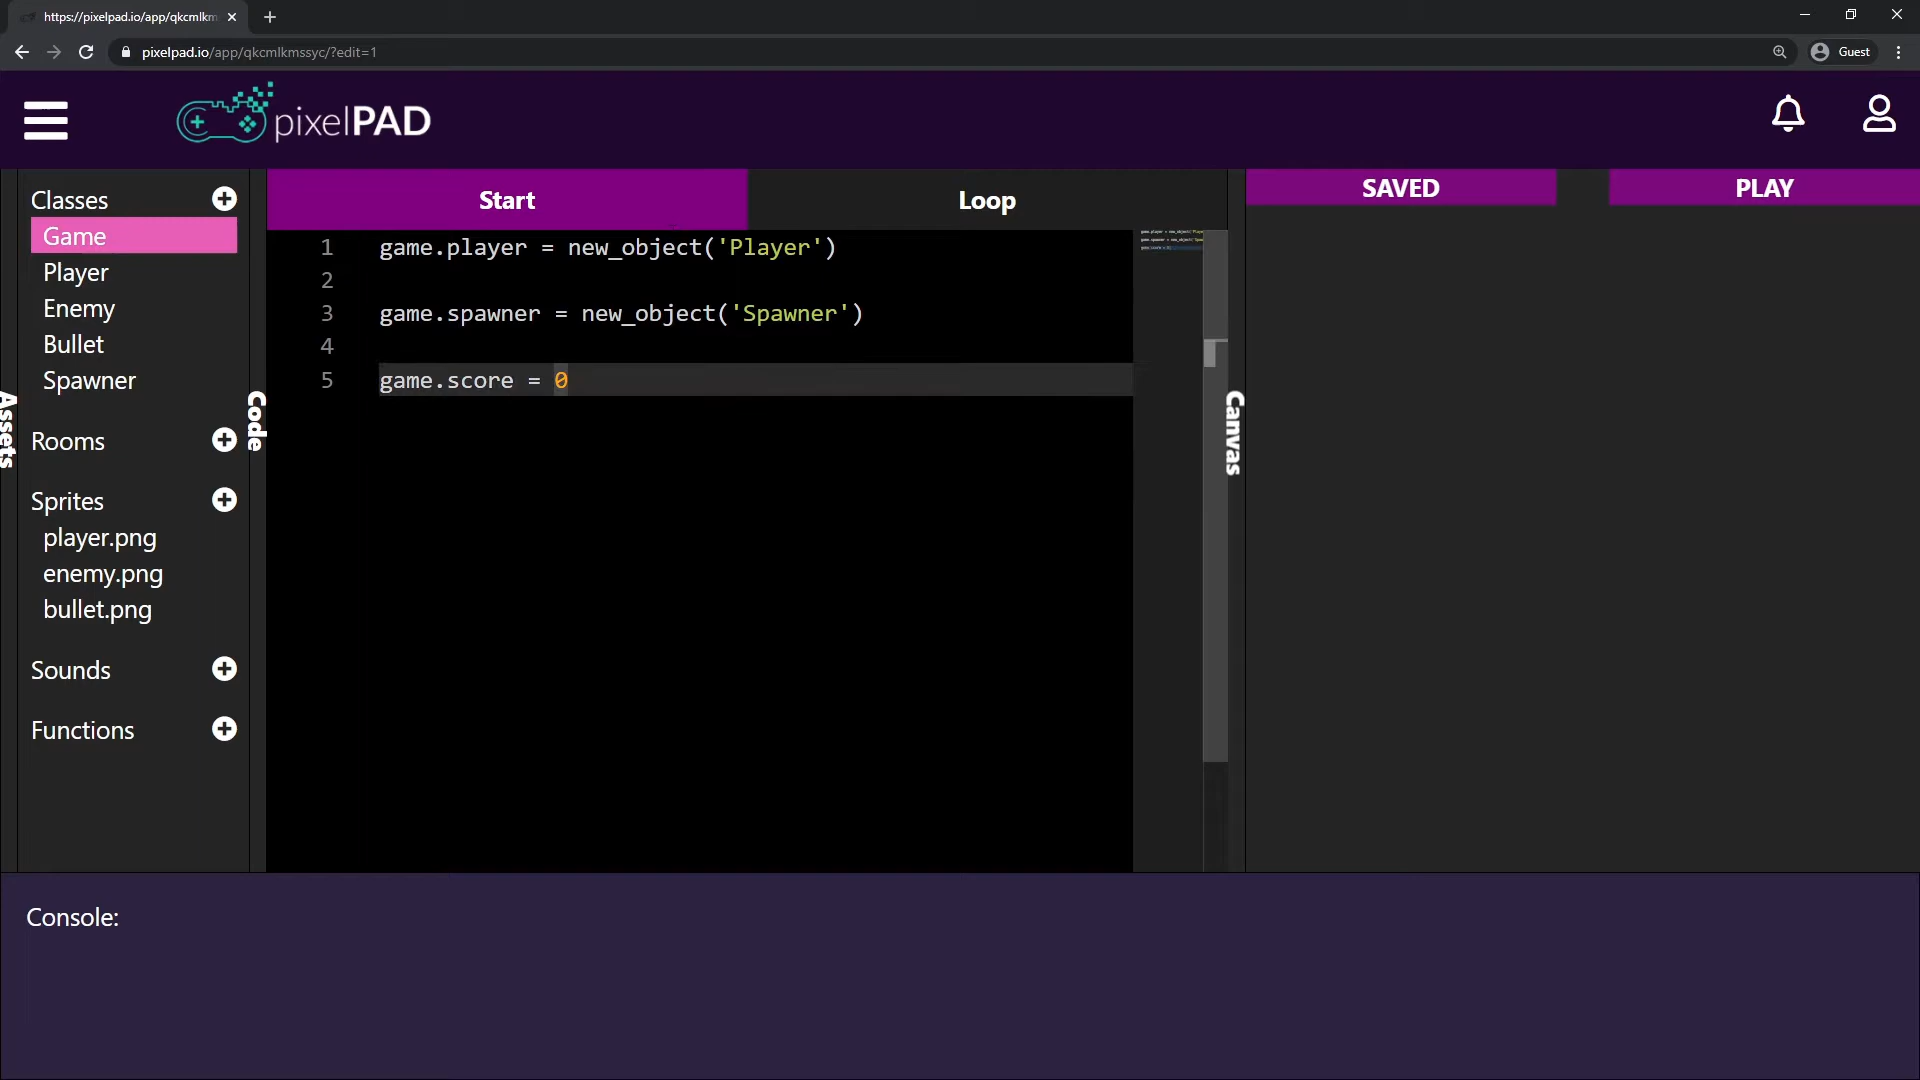 https://pixelpad.io/app/qkcmlkm
pixelpad.io/app/qkcmlkmssyc/?edit=1
Guest
pixelPAD
Classes
Game
Player
Enemy
Bullet
Spawner
Rooms
Sprites
player.png
enemy.png
bullet.png
Sounds
Functions
Assets
Code
Start
Loop
1 game.player = new_object('Player')
2
3 game.spawner = new_object('Spawner')
4
5 game.score = 0
Canvas
SAVED
PLAY
Console: